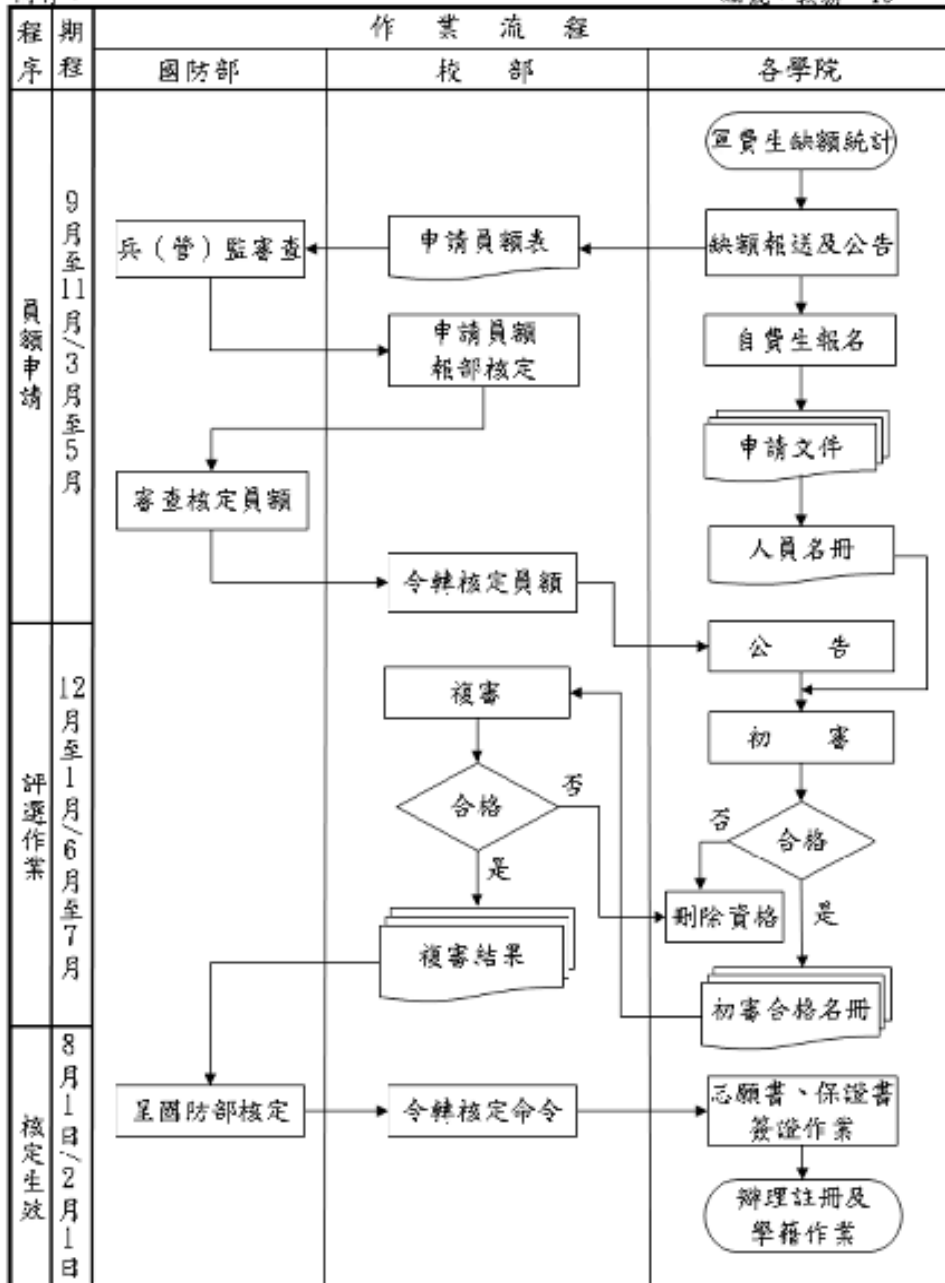 程序
期程
作業流程
國防部
校部
各學院
員額申請
9月至11月/3月至5月
軍費生缺額統計
兵（管）監審查
申請員額表
缺額報送及公告
申請員額
報部核定
自費生報名
申請文件
審查核定員額
人員名冊
令轉核定員額
公告
評選作業
12月至1月/6月至7月
複審
初審
合格
否
是
合格
否
是
刪除資格
複審結果
初審合格名冊
核定生效
8月1日/2月1日
呈國防部核定
令轉核定命令
志願書、保證書
簽證作業
辦理註冊及
學籍作業